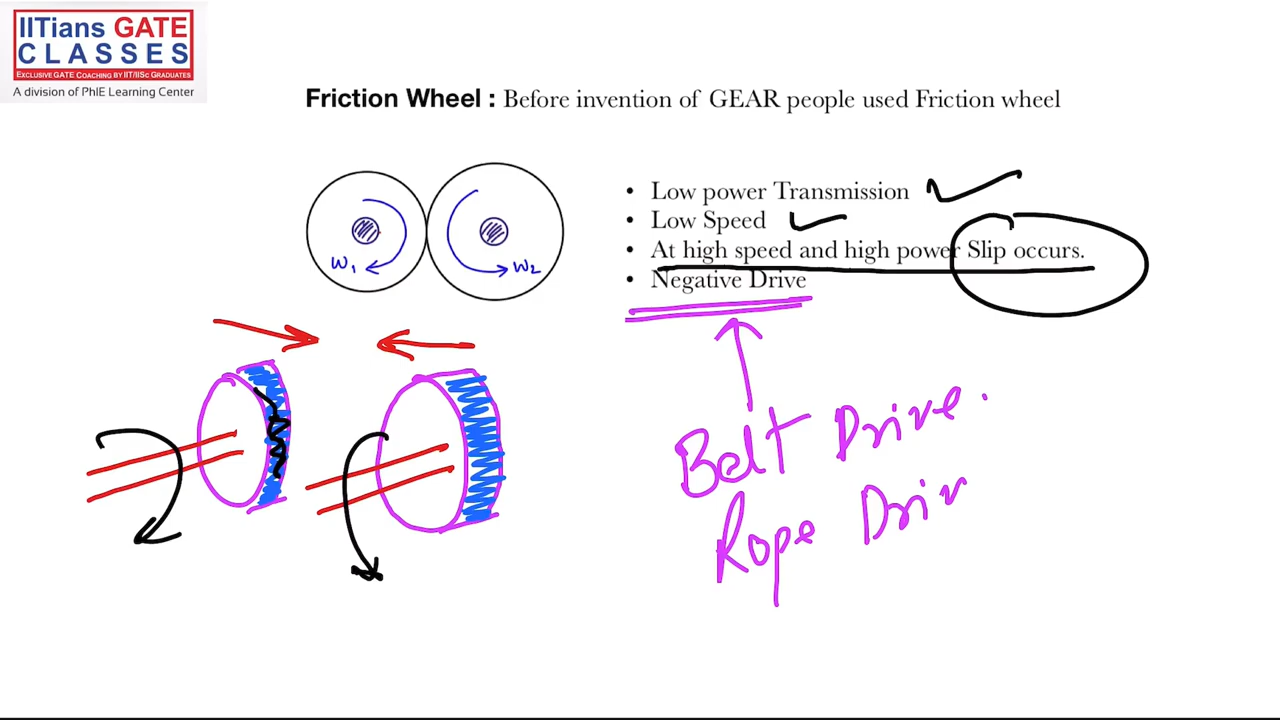 IITians GATE
CLASSES
EXCLUSIVE GATE COACHING BY IIT/IISC GRADUATES
A division of PhIE Learning Center
Friction Wheel : Before invention of GEAR people used Friction wheel
• Low power Transmission
• Low Speed
• At high speed and high power Slip occurs.
• Negative Drive
W1
W2
Belt Drive.
Rope Driv